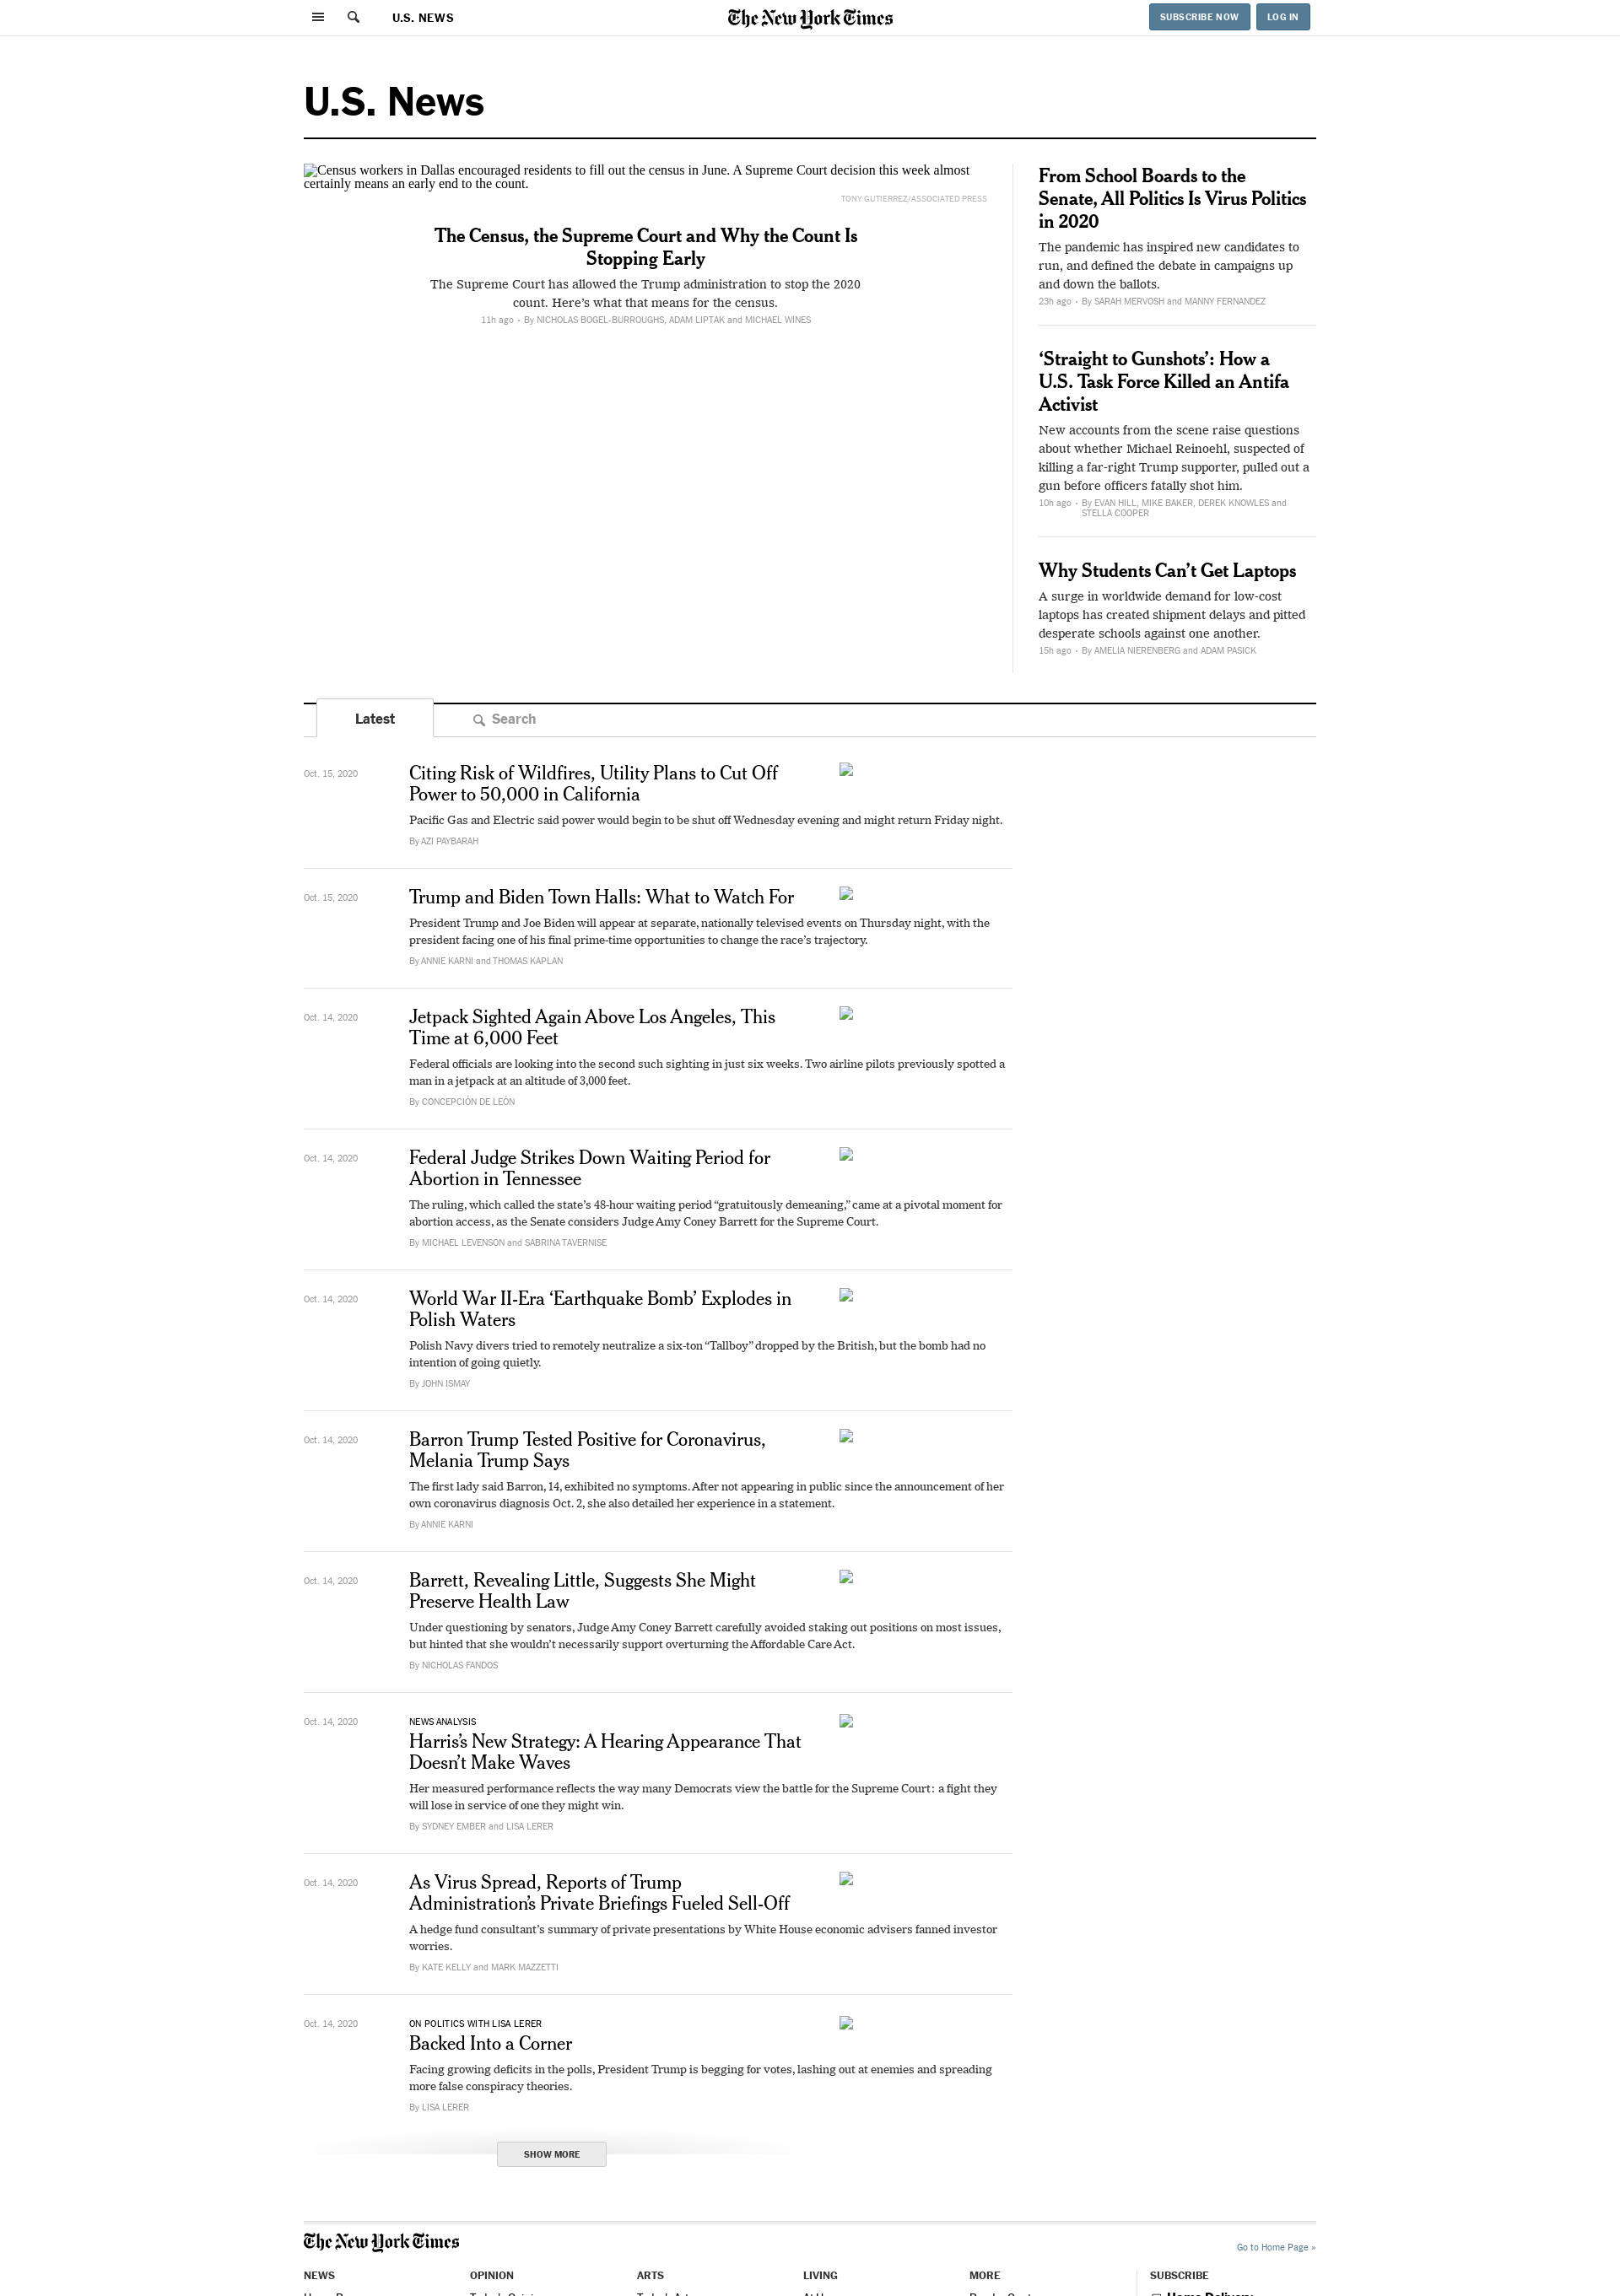 U.S. NEWS
The New York Times
SUBSCRIBE NOW
LOG IN
U.S. News
Census workers in Dallas encouraged residents to fill out the census in June. A Supreme Court decision this week almost
certainly means an early end to the count.
TONY GUTIERREZ/ASSOCIATED PRESS
The Census, the Supreme Court and Why the Count Is
Stopping Early
The Supreme Court has allowed the Trump administration to stop the 2020
count. Here’s what that means for the census.
11h ago • By NICHOLAS BOGEL-BURROUGHS, ADAM LIPTAK and MICHAEL WINES
From School Boards to the
Senate, All Politics Is Virus Politics
in 2020
The pandemic has inspired new candidates to
run, and defined the debate in campaigns up
and down the ballots.
23h ago • By SARAH MERVOSH and MANNY FERNANDEZ
‘Straight to Gunshots’: How a
U.S. Task Force Killed an Antifa
Activist
New accounts from the scene raise questions
about whether Michael Reinoehl, suspected of
killing a far-right Trump supporter, pulled out a
gun before officers fatally shot him.
10h ago • By EVAN HILL, MIKE BAKER, DEREK KNOWLES and
STELLA COOPER
Why Students Can’t Get Laptops
A surge in worldwide demand for low-cost
laptops has created shipment delays and pitted
desperate schools against one another.
15h ago • By AMELIA NIERENBERG and ADAM PASICK
Latest
Search
Oct. 15, 2020
Citing Risk of Wildfires, Utility Plans to Cut Off
Power to 50,000 in California
Pacific Gas and Electric said power would begin to be shut off Wednesday evening and might return Friday night.
By AZI PAYBARAH
Oct. 15, 2020
Trump and Biden Town Halls: What to Watch For
President Trump and Joe Biden will appear at separate, nationally televised events on Thursday night, with the
president facing one of his final prime-time opportunities to change the race’s trajectory.
By ANNIE KARNI and THOMAS KAPLAN
Oct. 14, 2020
Jetpack Sighted Again Above Los Angeles, This
Time at 6,000 Feet
Federal officials are looking into the second such sighting in just six weeks. Two airline pilots previously spotted a
man in a jetpack at an altitude of 3,000 feet.
By CONCEPCIÓN DE LEÓN
Oct. 14, 2020
Federal Judge Strikes Down Waiting Period for
Abortion in Tennessee
The ruling, which called the state’s 48-hour waiting period “gratuitously demeaning,” came at a pivotal moment for
abortion access, as the Senate considers Judge Amy Coney Barrett for the Supreme Court.
By MICHAEL LEVENSON and SABRINA TAVERNISE
Oct. 14, 2020
World War II-Era ‘Earthquake Bomb’ Explodes in
Polish Waters
Polish Navy divers tried to remotely neutralize a six-ton “Tallboy” dropped by the British, but the bomb had no
intention of going quietly.
By JOHN ISMAY
Oct. 14, 2020
Barron Trump Tested Positive for Coronavirus,
Melania Trump Says
The first lady said Barron, 14, exhibited no symptoms. After not appearing in public since the announcement of her
own coronavirus diagnosis Oct. 2, she also detailed her experience in a statement.
By ANNIE KARNI
Oct. 14, 2020
Barrett, Revealing Little, Suggests She Might
Preserve Health Law
Under questioning by senators, Judge Amy Coney Barrett carefully avoided staking out positions on most issues,
but hinted that she wouldn’t necessarily support overturning the Affordable Care Act.
By NICHOLAS FANDOS
Oct. 14, 2020
NEWS ANALYSIS
Harris’s New Strategy: A Hearing Appearance That
Doesn’t Make Waves
Her measured performance reflects the way many Democrats view the battle for the Supreme Court: a fight they
will lose in service of one they might win.
By SYDNEY EMBER and LISA LERER
Oct. 14, 2020
As Virus Spread, Reports of Trump
Administration’s Private Briefings Fueled Sell-Off
A hedge fund consultant’s summary of private presentations by White House economic advisers fanned investor
worries.
By KATE KELLY and MARK MAZZETTI
Oct. 14, 2020
ON POLITICS WITH LISA LERER
Backed Into a Corner
Facing growing deficits in the polls, President Trump is begging for votes, lashing out at enemies and spreading
more false conspiracy theories.
By LISA LERER
SHOW MORE
The New York Times
Go to Home Page »
NEWS
OPINION
ARTS
LIVING
MORE
SUBSCRIBE